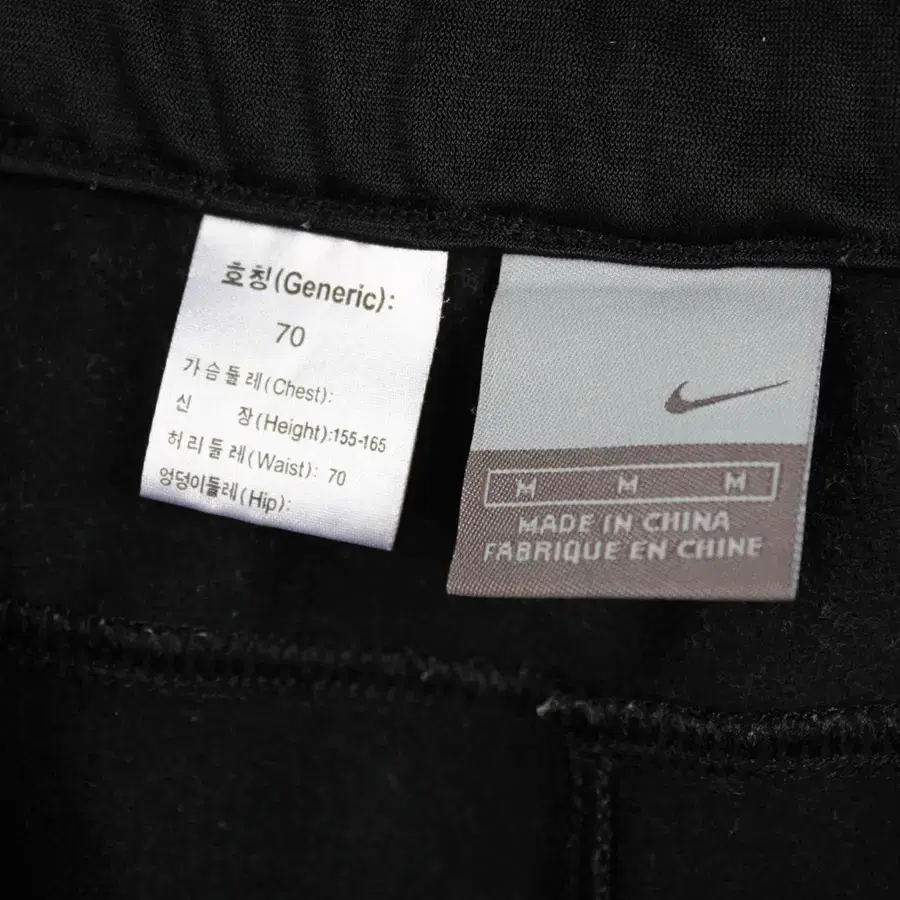 호칭(Generic):
70
가슴둘레(Chest):
신 장(Height):155-165
허리둘레(Waist): 70
엉덩이둘레(Hip):
M M M
MADE IN CHINA
FABRIQUE EN CHINE